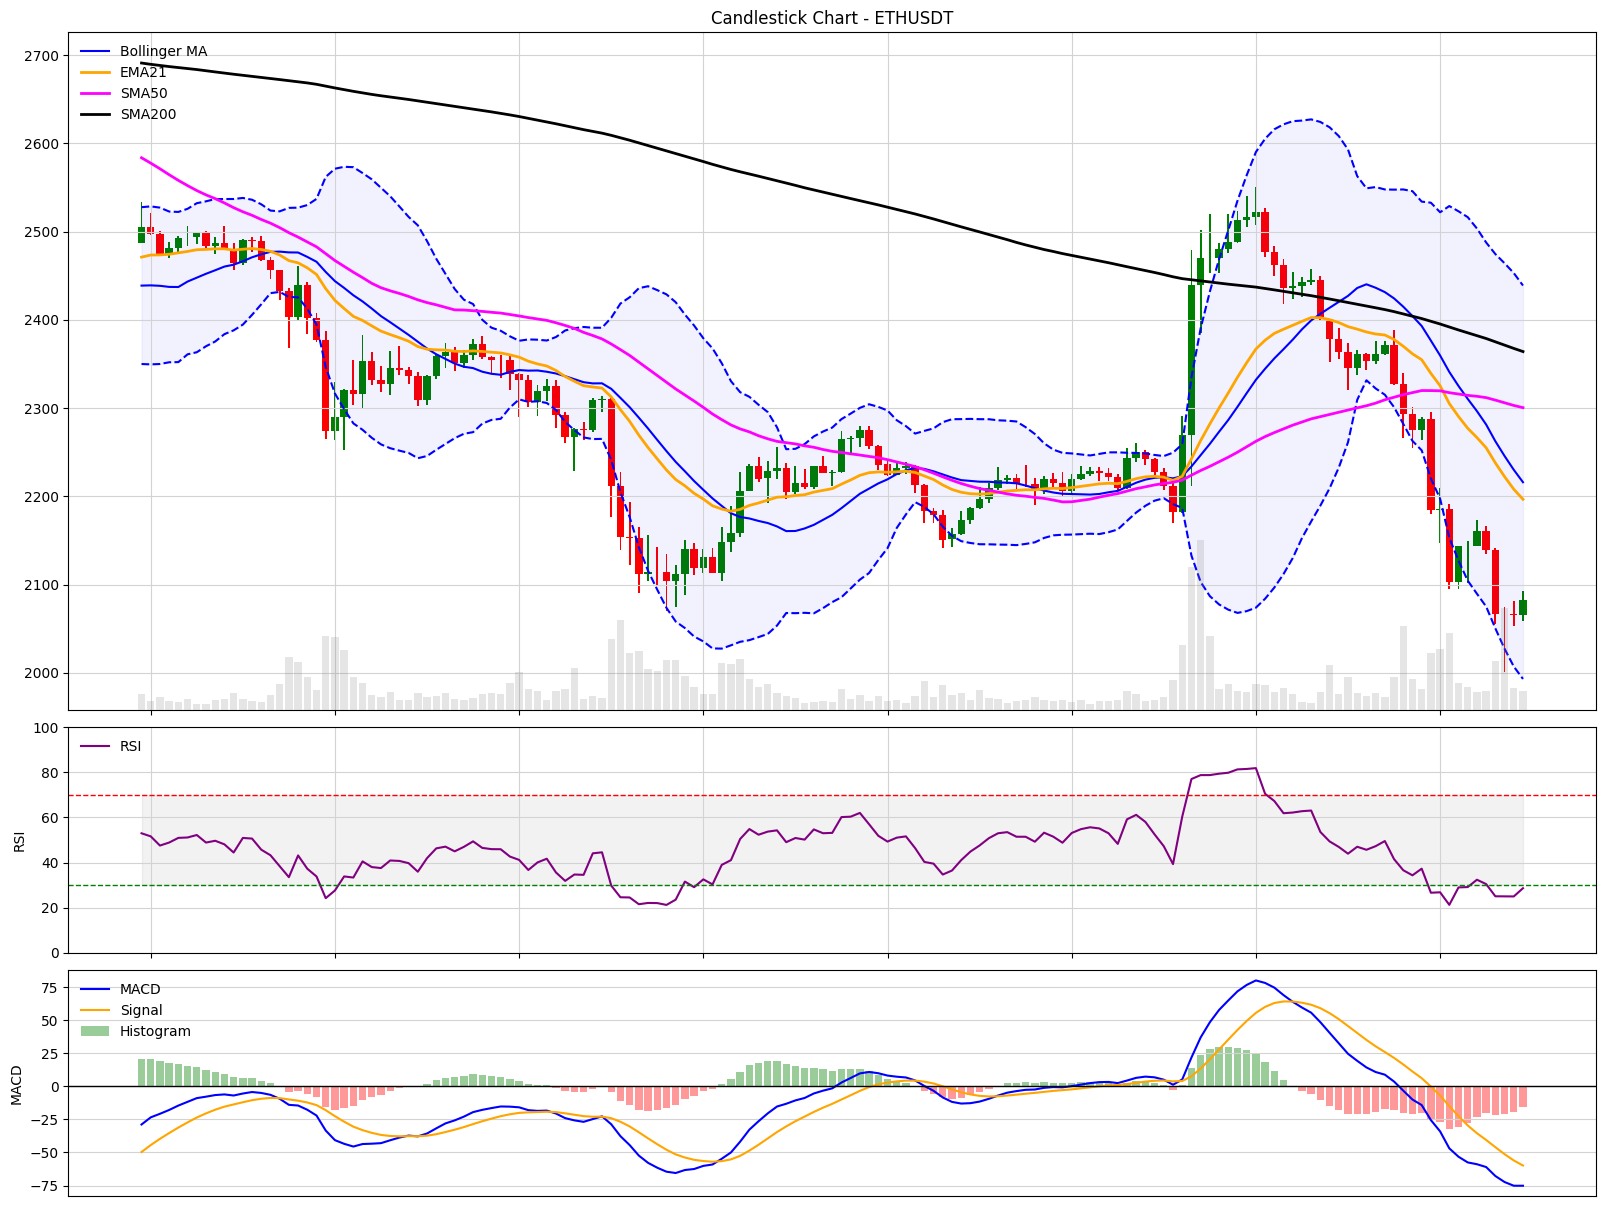 Candlestick Chart - ETHUSDT
Bollinger MA
EMA21
SMA50
SMA200
2700
2600
2500
2400
2300
2200
2100
2000
RSI
100
80
60
40
20
0
RSI
MACD
Signal
Histogram
75
50
25
0
−25
−50
−75
MACD